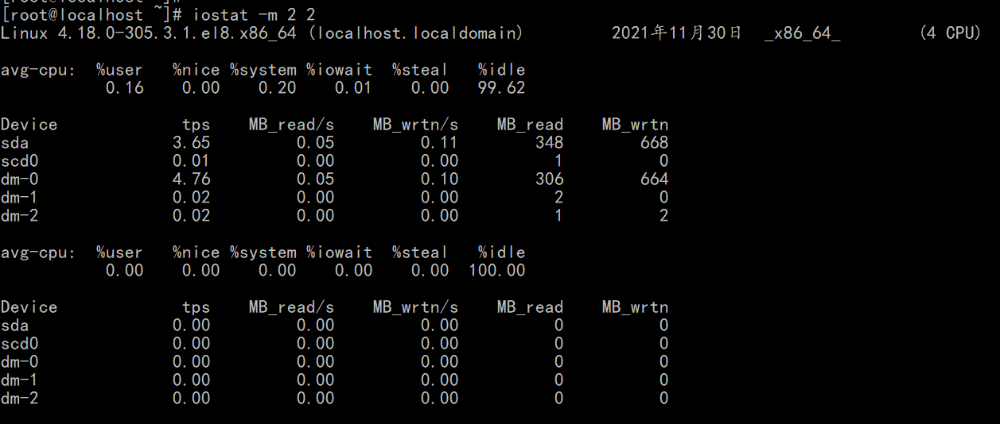 [root@localhost ~]#
[root@localhost ~]# iostat -m 2 2
Linux 4.18.0-305.3.1.el8.x86_64 (localhost.localdomain) 2021年11月30日 _x86_64_ (4 CPU)
avg-cpu: %user %nice %system %iowait %steal %idle
0.16 0.00 0.20 0.01 0.00 99.62
Device tps MB_read/s MB_wrtn/s MB_read MB_wrtn
sda 3.65 0.05 0.11 348 668
scd0 0.01 0.00 0.00 1 0
dm-0 4.76 0.05 0.10 306 664
dm-1 0.02 0.00 0.00 2 0
dm-2 0.02 0.00 0.00 1 2
avg-cpu: %user %nice %system %iowait %steal %idle
0.00 0.00 0.00 0.00 0.00 100.00
Device tps MB_read/s MB_wrtn/s MB_read MB_wrtn
sda 0.00 0.00 0.00 0 0
scd0 0.00 0.00 0.00 0 0
dm-0 0.00 0.00 0.00 0 0
dm-1 0.00 0.00 0.00 0 0
dm-2 0.00 0.00 0.00 0 0